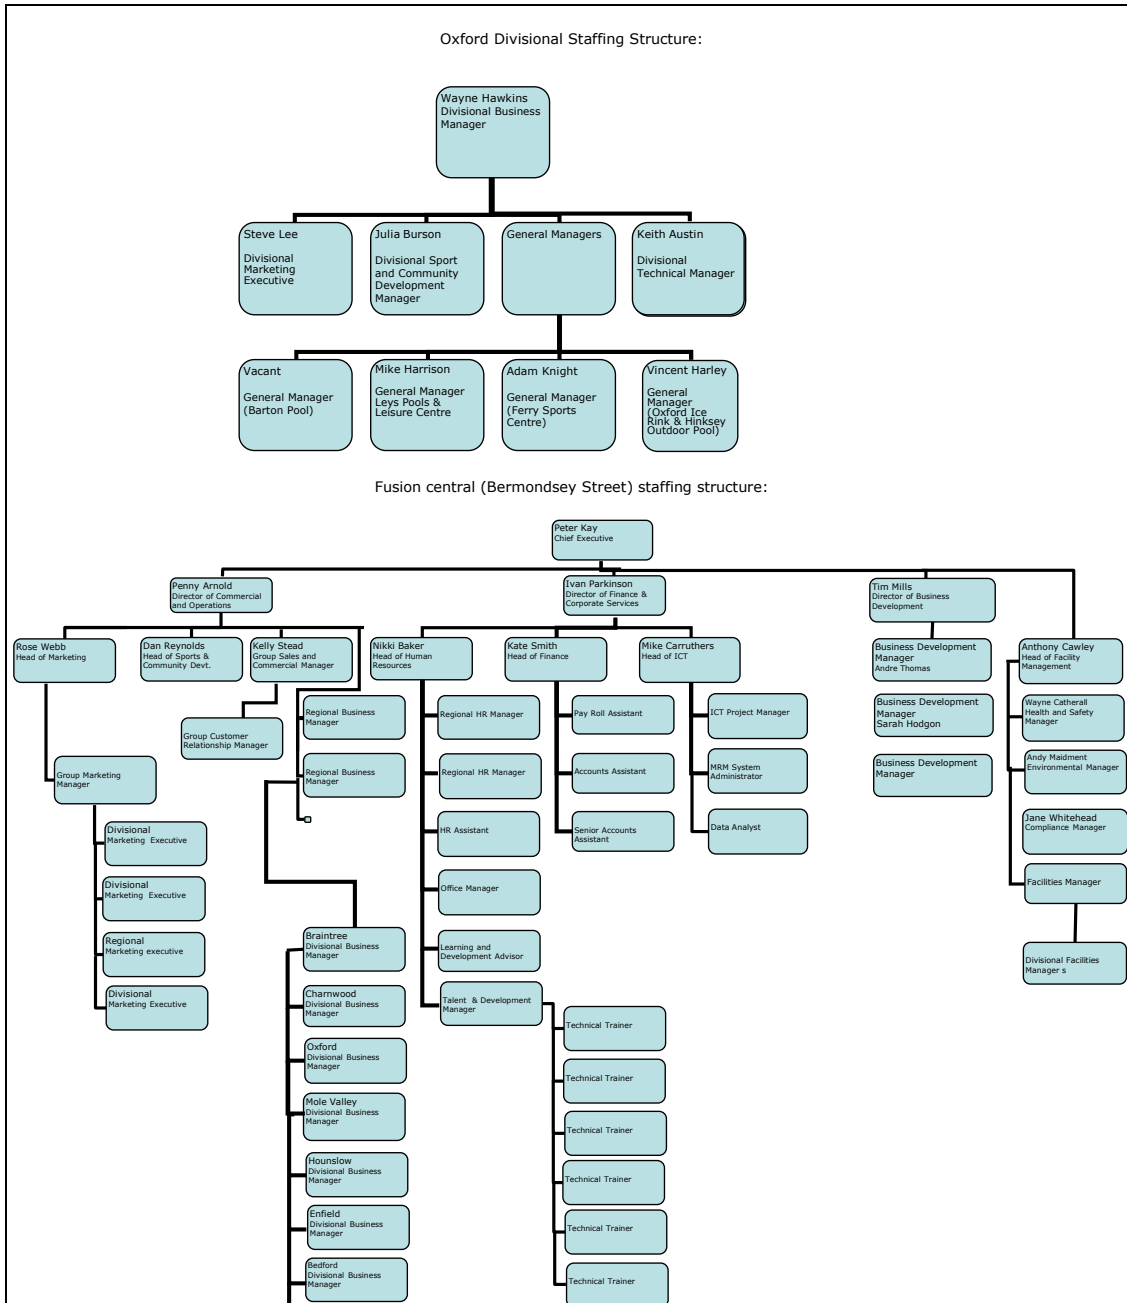 Oxford Divisional Staffing Structure:
Wayne Hawkins
Divisional Business
Manager
Steve Lee
Divisional
Marketing
Executive
Julia Burson
Divisional Sport
and Community
Development
Manager
General Managers
Keith Austin
Divisional
Technical Manager
Vacant
General Manager
(Barton Pool)
Mike Harrison
General Manager
Leys Pools &
Leisure Centre
Adam Knight
General Manager
(Ferry Sports
Centre)
Vincent Harley
General
Manager
(Oxford Ice
Rink & Hinksey
Outdoor Pool)
Fusion central (Bermondsey Street) staffing structure:
Peter Kay
Chief Executive
Penny Arnold
Director of Commercial
and Operations
Ivan Parkinson
Director of Finance &
Corporate Services
Tim Mills
Director of Business
Development
Rose Webb
Head of Marketing
Dan Reynolds
Head of Sports &
Community Devt.
Kelly Stead
Group Sales and
Commercial Manager
Nikki Baker
Head of Human
Resources
Kate Smith
Head of Finance
Mike Carruthers
Head of ICT
Business Development
Manager
Andre Thomas
Anthony Cawley
Head of Facility
Management
Group Customer
Relationship Manager
Regional Business
Manager
Regional HR Manager
Pay Roll Assistant
ICT Project Manager
Business Development
Manager
Sarah Hodgon
Wayne Catherall
Health and Safety
Manager
Group Marketing
Manager
Regional Business
Manager
Regional HR Manager
Accounts Assistant
MRM System
Administrator
Business Development
Manager
Andy Maidment
Environmental Manager
Divisional
Marketing Executive
HR Assistant
Senior Accounts
Assistant
Data Analyst
Jane Whitehead
Compliance Manager
Divisional
Marketing Executive
Office Manager
Facilities Manager
Regional
Marketing executive
Braintree
Divisional Business
Manager
Learning and
Development Advisor
Divisional Facilities
Manager s
Divisional
Marketing Executive
Charnwood
Divisional Business
Manager
Talent & Development
Manager
Technical Trainer
Oxford
Divisional Business
Manager
Technical Trainer
Mole Valley
Divisional Business
Manager
Technical Trainer
Hounslow
Divisional Business
Manager
Technical Trainer
Enfield
Divisional Business
Manager
Technical Trainer
Bedford
Divisional Business
Manager
Technical Trainer